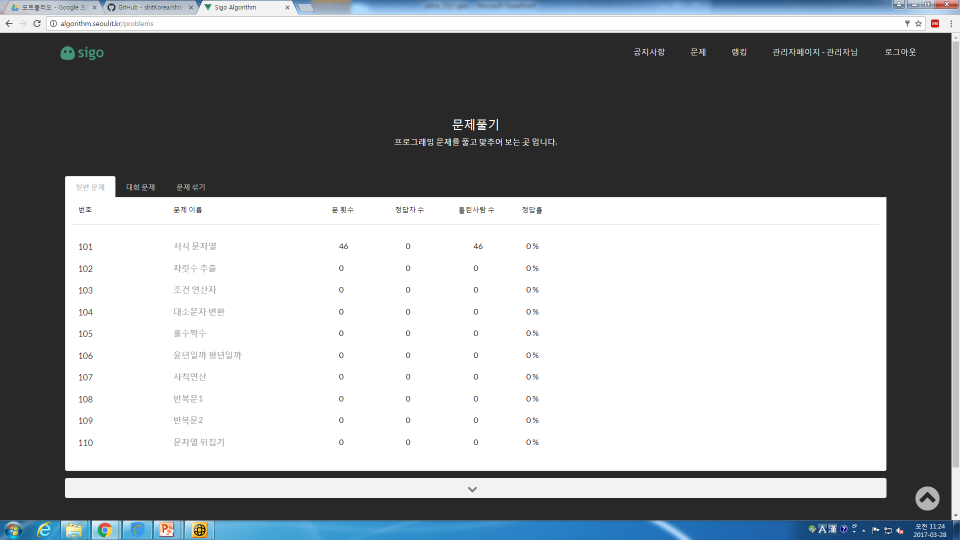 포트폴리오 - Google 드
GitHub - shitKorea/shit
Sigo Algorithm
algorithm.seoulit.kr/problems
sigo
공지사항 문제 랭킹 관리자페이지 - 관리자님 로그아웃
문제풀기
프로그래밍 문제를 풀고 맞추어 보는 곳 입니다.
일반 문제 대회 문제 문제 섞기
번호 문제 이름 푼 횟수 정답자 수 틀린사람 수 정답률
101 서식 문자열 46 0 46 0 %
102 자릿수 추출 0 0 0 0 %
103 조건 연산자 0 0 0 0 %
104 대소문자 변환 0 0 0 0 %
105 홀수짝수 0 0 0 0 %
106 윤년일까 평년일까 0 0 0 0 %
107 사칙연산 0 0 0 0 %
108 반복문1 0 0 0 0 %
109 반복문2 0 0 0 0 %
110 문자열 뒤집기 0 0 0 0 %
A 漢
오전 11:24
2017-03-28